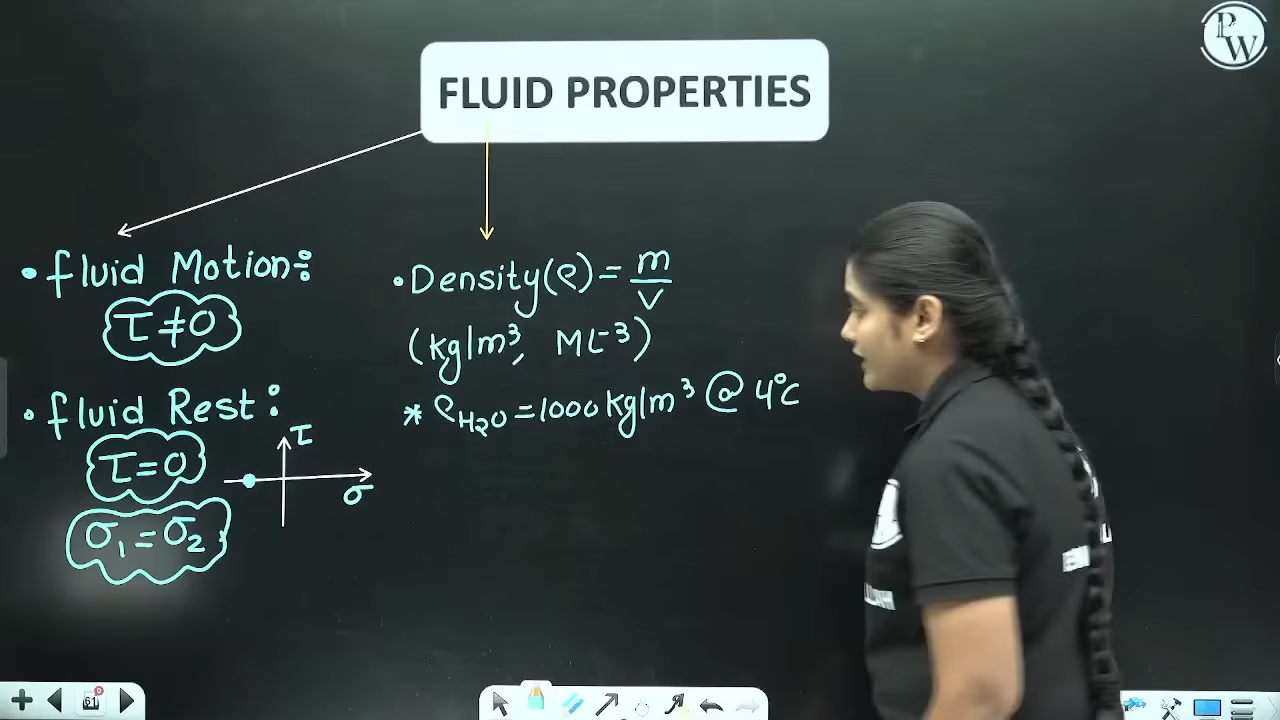 PW
FLUID PROPERTIES
• fluid Motion:
τ ≠ 0
• fluid Rest:
τ = 0
τ
σ
σ₁ = σ₂
• Density(ρ) = m/V
(kg/m³, ML⁻³)
* ρH₂O = 1000 kg/m³ @ 4°C
61